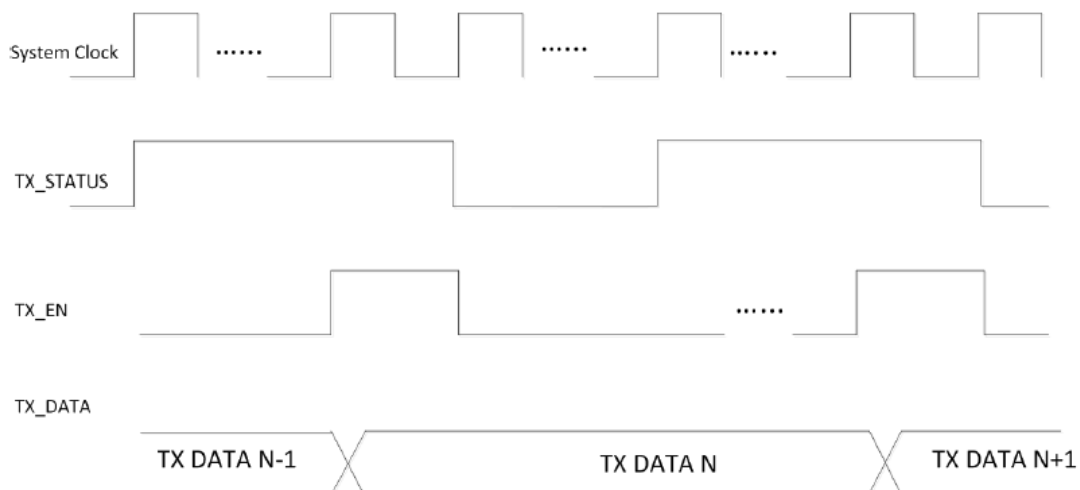 System Clock
......
......
......
TX_STATUS
TX_EN
......
TX_DATA
TX DATA N-1
TX DATA N
TX DATA N+1